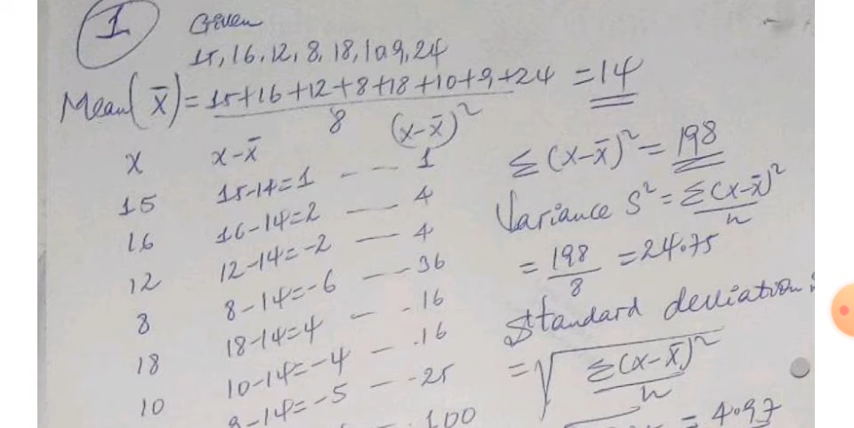 1
Given
15, 16, 12, 8, 18, 10 9, 24
Mean(x̄) = 15+16+12+8+18+10+9+24 / 8 = 14
x x-x̄ (x-x̄)²
15 15-14=1 --- 1
16 16-14=2 — 4
12 12-14=-2 — 4
8 8-14=-6 --36
18 18-14=4 - -16
10 10-14=-4 - .16
9-14=-5 - -25
100
Σ(x-x̄)² = 198
Variance S² = Σ(x-x̄)² / n
= 198/8 = 24.75
Standard deviation
= √Σ(x-x̄)² / n
= 4.97